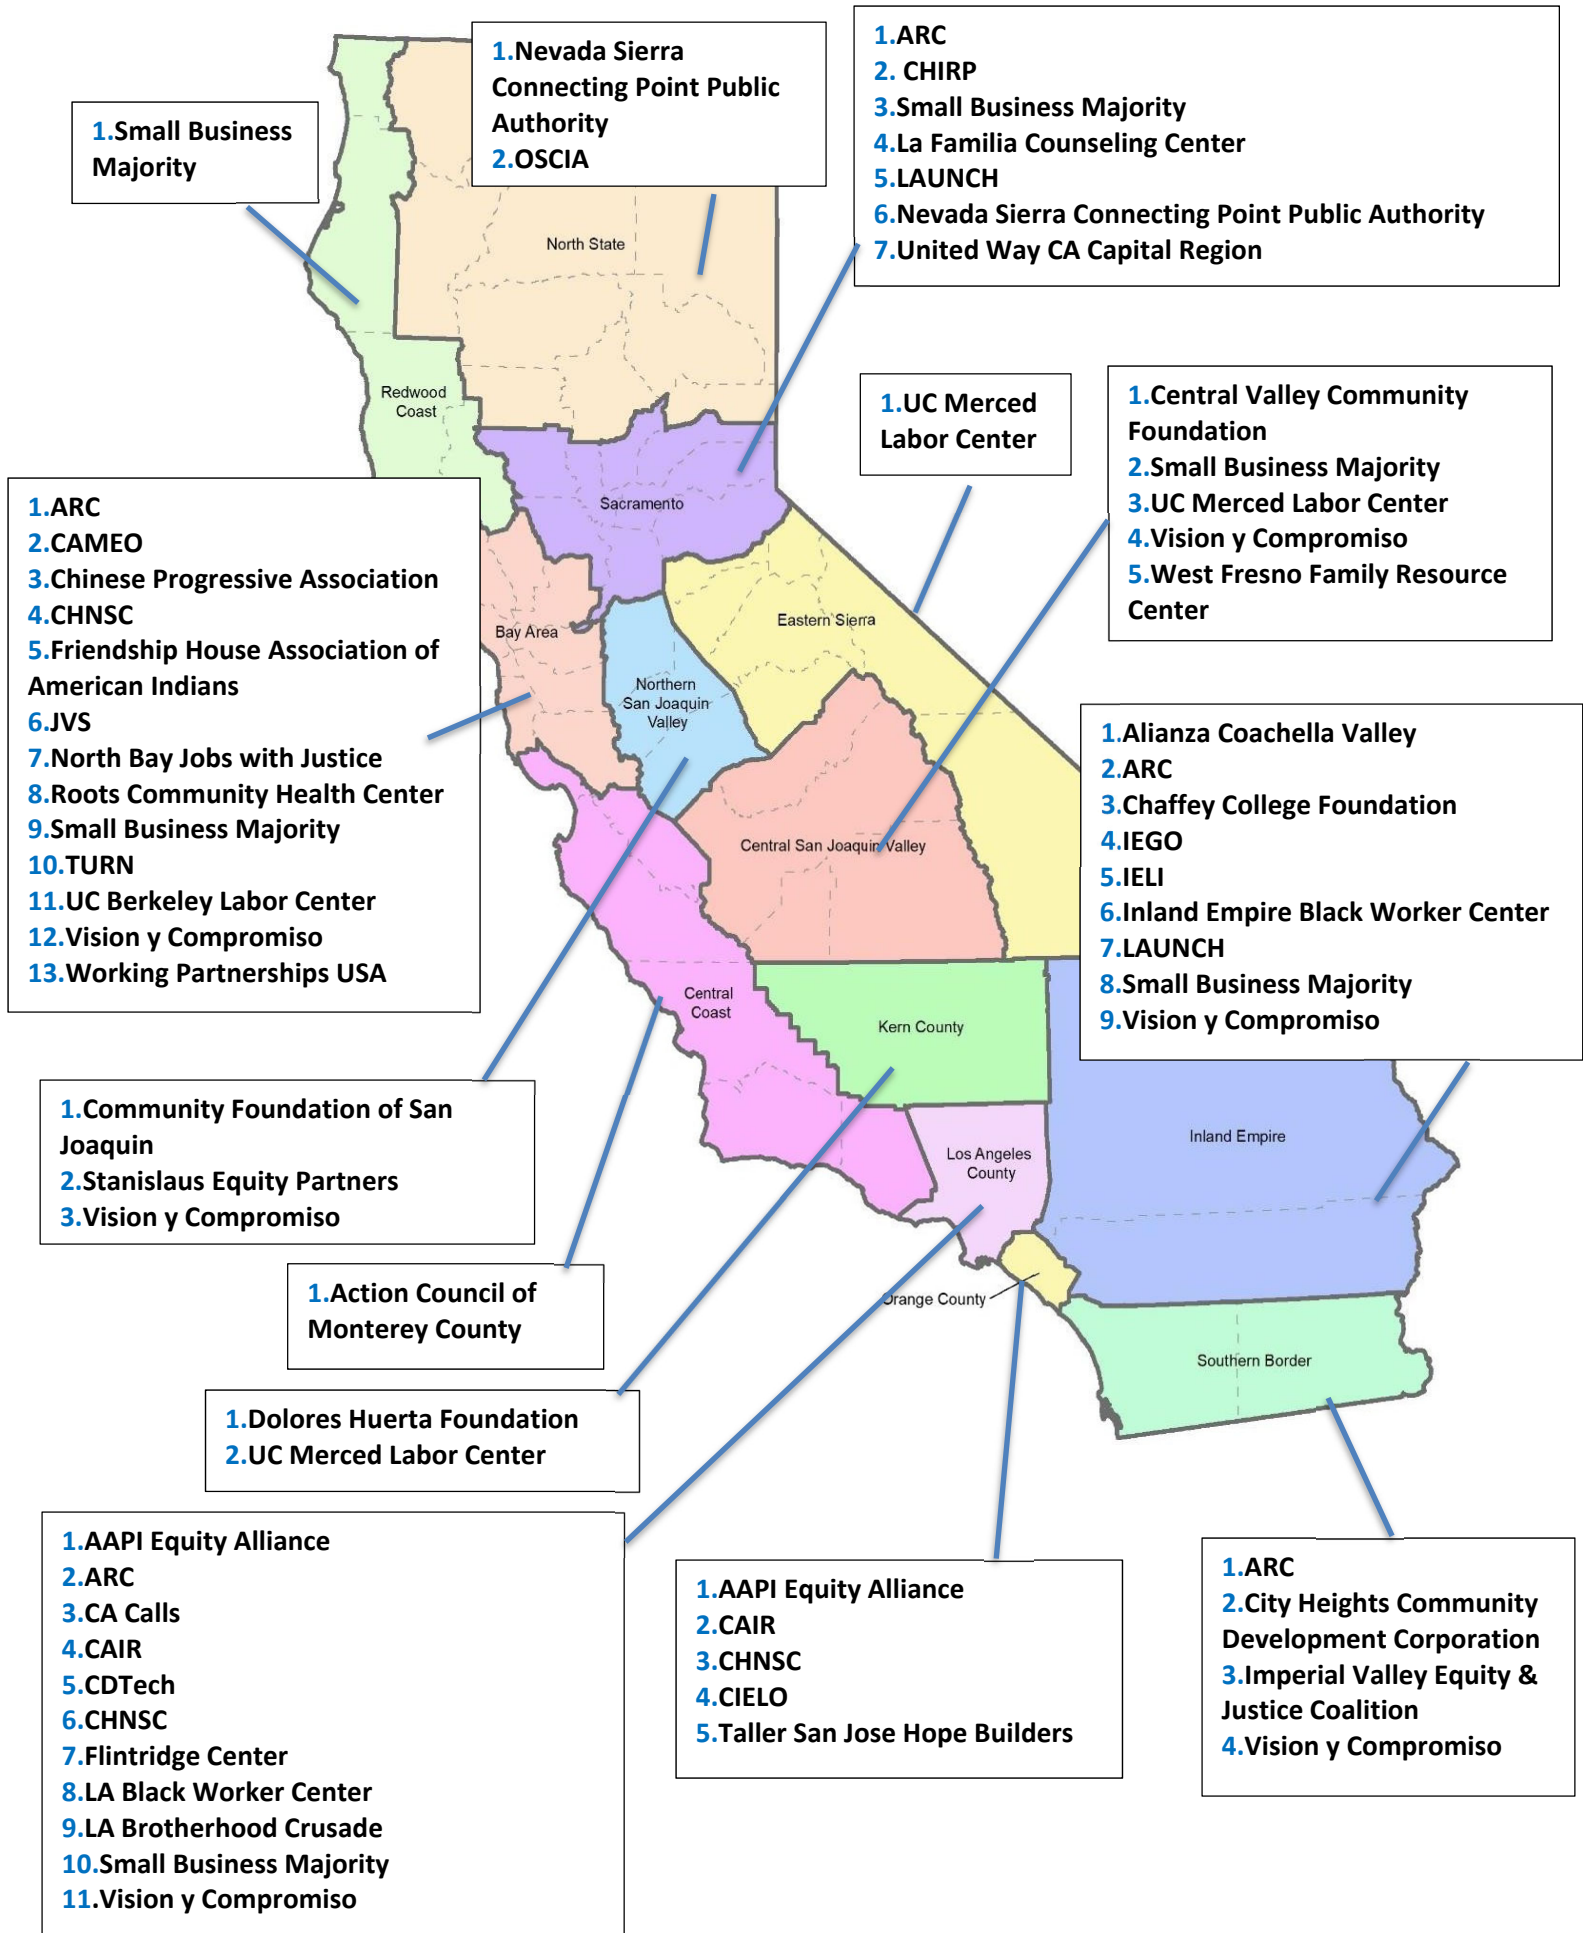 1.Nevada Sierra
Connecting Point Public
Authority
2.OSCIA
1.ARC
2. CHIRP
3.Small Business Majority
4.La Familia Counseling Center
5.LAUNCH
6.Nevada Sierra Connecting Point Public Authority
7.United Way CA Capital Region
1.Small Business
Majority
North State
Redwood
Coast
1.UC Merced
Labor Center
1.Central Valley Community
Foundation
2.Small Business Majority
3.UC Merced Labor Center
4.Vision y Compromiso
5.West Fresno Family Resource
Center
Sacramento
1.ARC
2.CAMEO
3.Chinese Progressive Association
4.CHNSC
5.Friendship House Association of
American Indians
6.JVS
7.North Bay Jobs with Justice
8.Roots Community Health Center
9.Small Business Majority
10.TURN
11.UC Berkeley Labor Center
12.Vision y Compromiso
13.Working Partnerships USA
Bay Area
Eastern Sierra
Northern
San Joaquin
Valley
1.Alianza Coachella Valley
2.ARC
3.Chaffey College Foundation
4.IEGO
5.IELI
6.Inland Empire Black Worker Center
7.LAUNCH
8.Small Business Majority
9.Vision y Compromiso
Central San Joaquin Valley
Central
Coast
Kern County
1.Community Foundation of San
Joaquin
2.Stanislaus Equity Partners
3.Vision y Compromiso
Los Angeles
County
Inland Empire
1.Action Council of
Monterey County
Orange County
Southern Border
1.Dolores Huerta Foundation
2.UC Merced Labor Center
1.AAPI Equity Alliance
2.ARC
3.CA Calls
4.CAIR
5.CDTech
6.CHNSC
7.Flintridge Center
8.LA Black Worker Center
9.LA Brotherhood Crusade
10.Small Business Majority
11.Vision y Compromiso
1.AAPI Equity Alliance
2.CAIR
3.CHNSC
4.CIELO
5.Taller San Jose Hope Builders
1.ARC
2.City Heights Community
Development Corporation
3.Imperial Valley Equity &
Justice Coalition
4.Vision y Compromiso